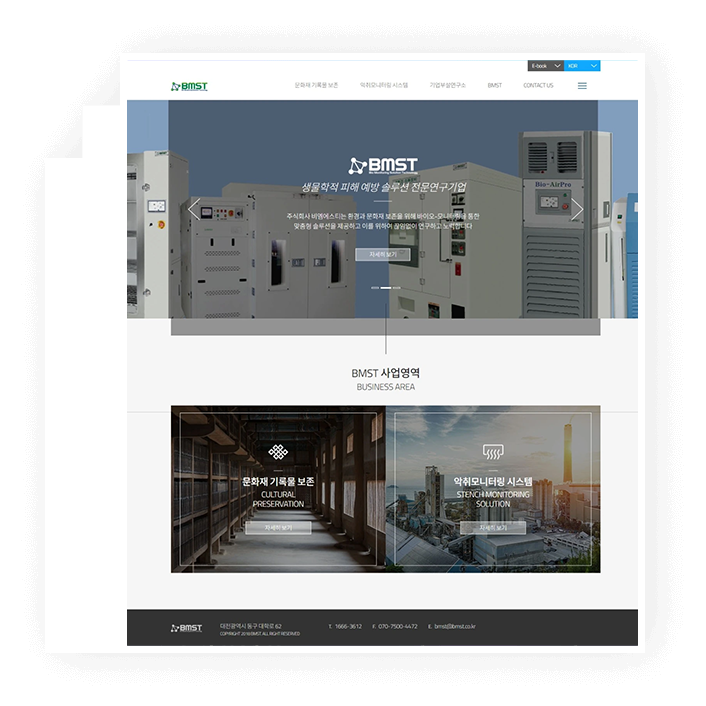 E-book
KOR
BMST
문화재 기록물 보존
악취모니터링 시스템
기업부설연구소
BMST
CONTACT US
BMST
Bio-AirPro
생물학적 피해 예방 솔루션 전문연구기업
주식회사 비엠에스티는 환경과 문화재 보존을 위해 바이오-모니터링을 통한
맞춤형 솔루션을 제공하고 이를 위하여 끊임없이 연구하고 노력합니다
자세히 보기
BMST 사업영역
BUSINESS AREA
문화재 기록물 보존
CULTURAL
PRESERVATION
자세히 보기
악취모니터링 시스템
STENCH MONITORING
SOLUTION
자세히 보기
BMST
대전광역시 동구 대학로 62
COPYRIGHT 2018 BMST. ALL RIGHT RESERVED.
T. 1666-3612
F. 070-7500-4472
E. bmst@bmst.co.kr